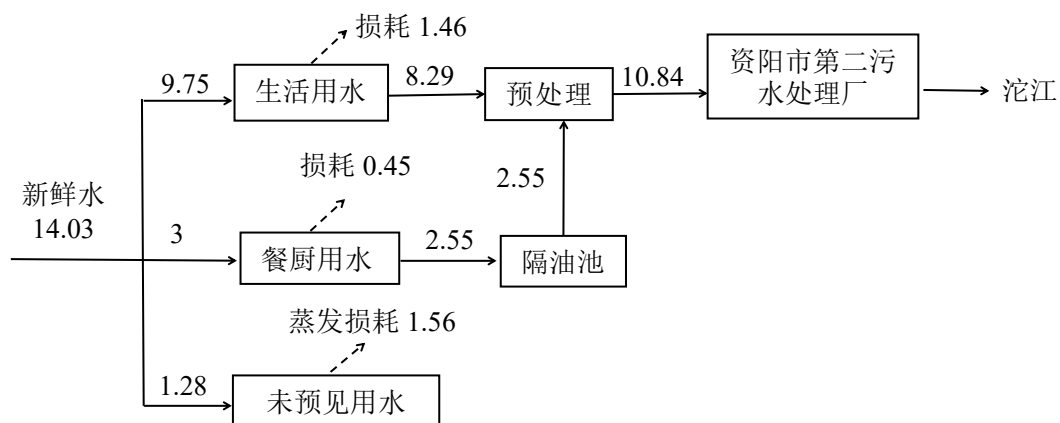 损耗 1.46
9.75
生活用水
8.29
预处理
10.84
资阳市第二污
水处理厂
沱江
损耗 0.45
2.55
新鲜水
14.03
3
餐厨用水
2.55
隔油池
蒸发损耗 1.56
1.28
未预见用水